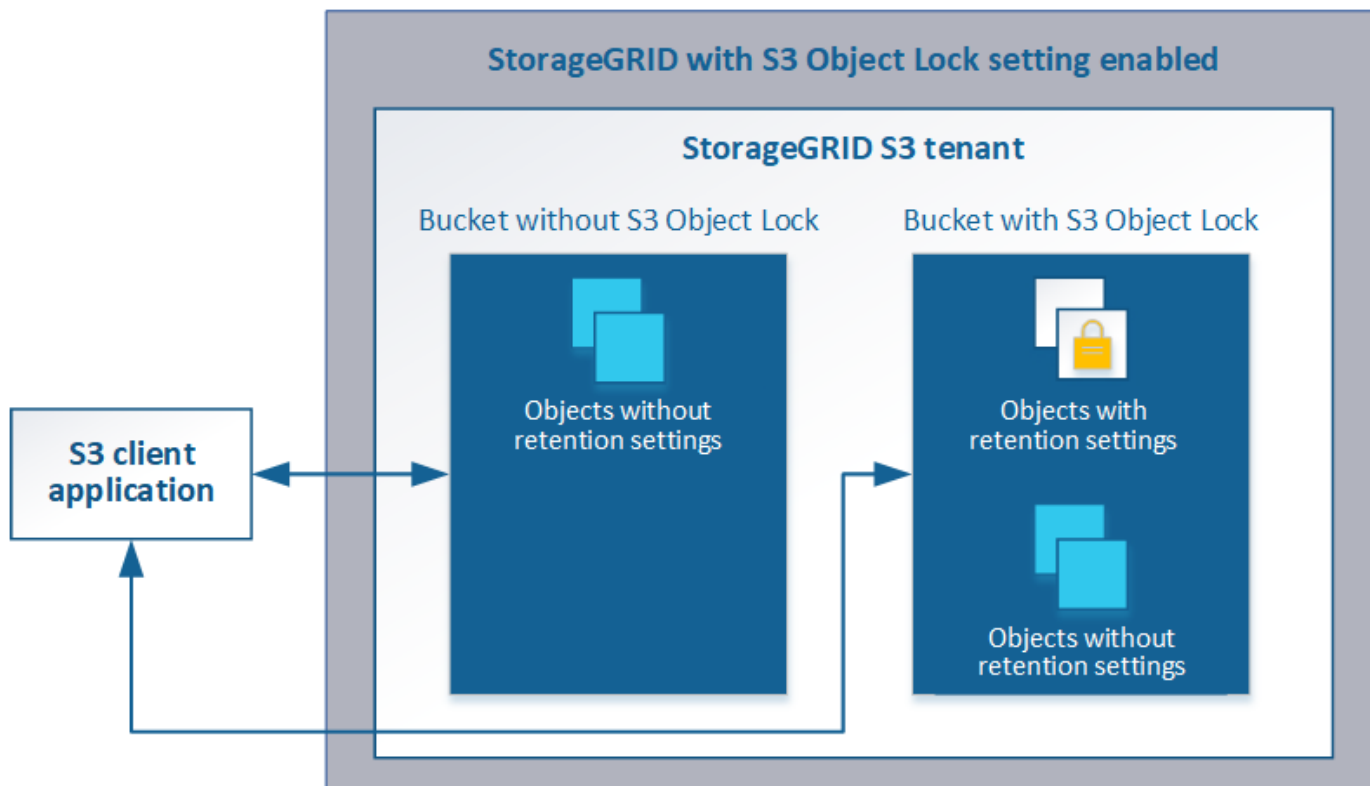 StorageGRID with S3 Object Lock setting enabled
StorageGRID S3 tenant
Bucket without S3 Object Lock
Bucket with S3 Object Lock
Objects without
retention settings
Objects with
retention settings
Objects without
retention settings
S3 client
application